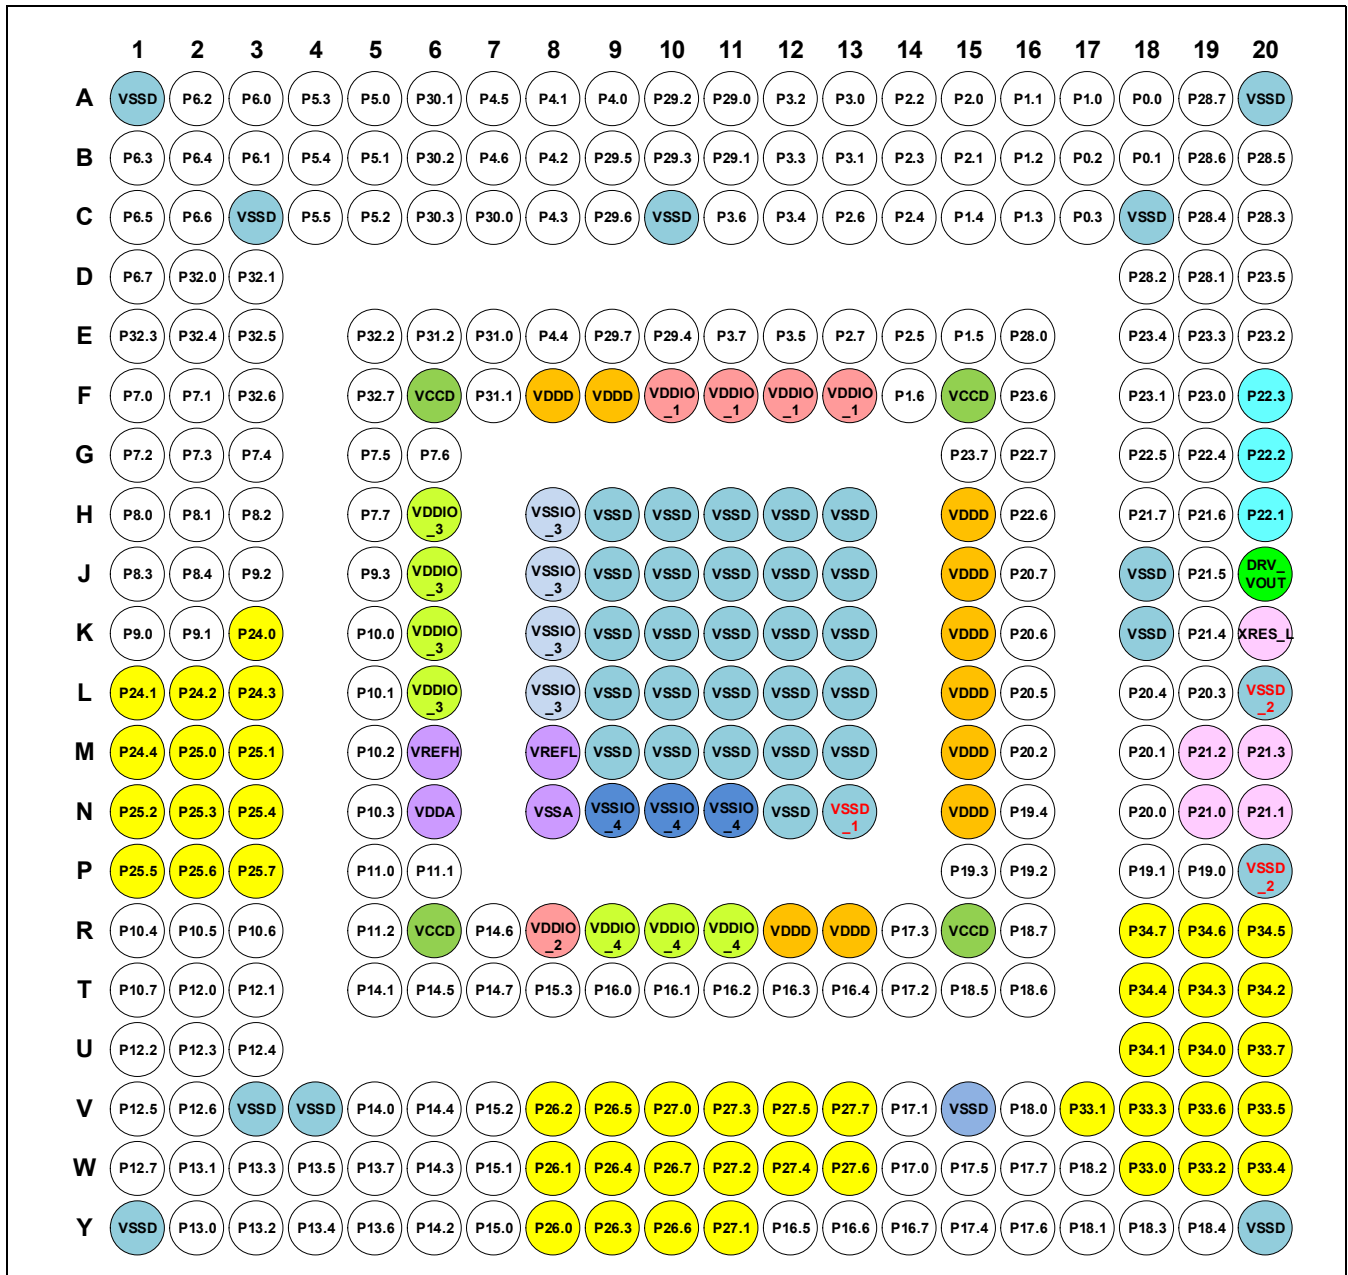 1 2 3 4 5 6 7 8 9 10 11 12 13 14 15 16 17 18 19 20
A VSSD P6.2 P6.0 P5.3 P5.0 P30.1 P4.5 P4.1 P4.0 P29.2 P29.0 P3.2 P3.0 P2.2 P2.0 P1.1 P1.0 P0.0 P28.7 VSSD
B P6.3 P6.4 P6.1 P5.4 P5.1 P30.2 P4.6 P4.2 P29.5 P29.3 P29.1 P3.3 P3.1 P2.3 P2.1 P1.2 P0.2 P0.1 P28.6 P28.5
C P6.5 P6.6 VSSD P5.5 P5.2 P30.3 P30.0 P4.3 P29.6 VSSD P3.6 P3.4 P2.6 P2.4 P1.4 P1.3 P0.3 VSSD P28.4 P28.3
D P6.7 P32.0 P32.1 P28.2 P28.1 P23.5
E P32.3 P32.4 P32.5 P32.2 P31.2 P31.0 P4.4 P29.7 P29.4 P3.7 P3.5 P2.7 P2.5 P1.5 P28.0 P23.4 P23.3 P23.2
F P7.0 P7.1 P32.6 P32.7 VCCD P31.1 VDDD VDDD VDDIO_1 VDDIO_1 VDDIO_1 VDDIO_1 P1.6 VCCD P23.6 P23.1 P23.0 P22.3
G P7.2 P7.3 P7.4 P7.5 P7.6 P23.7 P22.7 P22.5 P22.4 P22.2
H P8.0 P8.1 P8.2 P7.7 VDDIO_3 VSSIO_3 VSSD VSSD VSSD VSSD VSSD VDDD P22.6 P21.7 P21.6 P22.1
J P8.3 P8.4 P9.2 P9.3 VDDIO_3 VSSIO_3 VSSD VSSD VSSD VSSD VSSD VDDD P20.7 VSSD P21.5 DRV_VOUT
K P9.0 P9.1 P24.0 P10.0 VDDIO_3 VSSIO_3 VSSD VSSD VSSD VSSD VSSD VDDD P20.6 VSSD P21.4 XRES_L
L P24.1 P24.2 P24.3 P10.1 VDDIO_3 VSSIO_3 VSSD VSSD VSSD VSSD VSSD VDDD P20.5 P20.4 P20.3 VSSD_2
M P24.4 P25.0 P25.1 P10.2 VREFH VREFL VSSD VSSD VSSD VSSD VSSD VDDD P20.2 P20.1 P21.2 P21.3
N P25.2 P25.3 P25.4 P10.3 VDDA VSSA VSSIO_4 VSSIO_4 VSSIO_4 VSSD VSSD_1 VDDD P19.4 P20.0 P21.0 P21.1
P P25.5 P25.6 P25.7 P11.0 P11.1 P19.3 P19.2 P19.1 P19.0 VSSD_2
R P10.4 P10.5 P10.6 P11.2 VCCD P14.6 VDDIO_2 VDDIO_4 VDDIO_4 VDDIO_4 VDDD VDDD P17.3 VCCD P18.7 P34.7 P34.6 P34.5
T P10.7 P12.0 P12.1 P14.1 P14.5 P14.7 P15.3 P16.0 P16.1 P16.2 P16.3 P16.4 P17.2 P18.5 P18.6 P34.4 P34.3 P34.2
U P12.2 P12.3 P12.4 P34.1 P34.0 P33.7
V P12.5 P12.6 VSSD VSSD P14.0 P14.4 P15.2 P26.2 P26.5 P27.0 P27.3 P27.5 P27.7 P17.1 VSSD P18.0 P33.1 P33.3 P33.6 P33.5
W P12.7 P13.1 P13.3 P13.5 P13.7 P14.3 P15.1 P26.1 P26.4 P26.7 P27.2 P27.4 P27.6 P17.0 P17.5 P17.7 P18.2 P33.0 P33.2 P33.4
Y VSSD P13.0 P13.2 P13.4 P13.6 P14.2 P15.0 P26.0 P26.3 P26.6 P27.1 P16.5 P16.6 P16.7 P17.4 P17.6 P18.1 P18.3 P18.4 VSSD